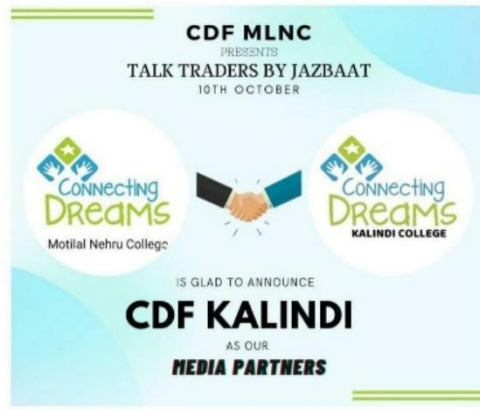 CDF MLNC
PRESENTS
TALK TRADERS BY JAZBAAT
10TH OCTOBER
Connecting
DReaMS
Motilal Nehru College
Connecting
DReaMS
KALINDI COLLEGE
IS GLAD TO ANNOUNCE
CDF KALINDI
AS OUR
MEDIA PARTNERS